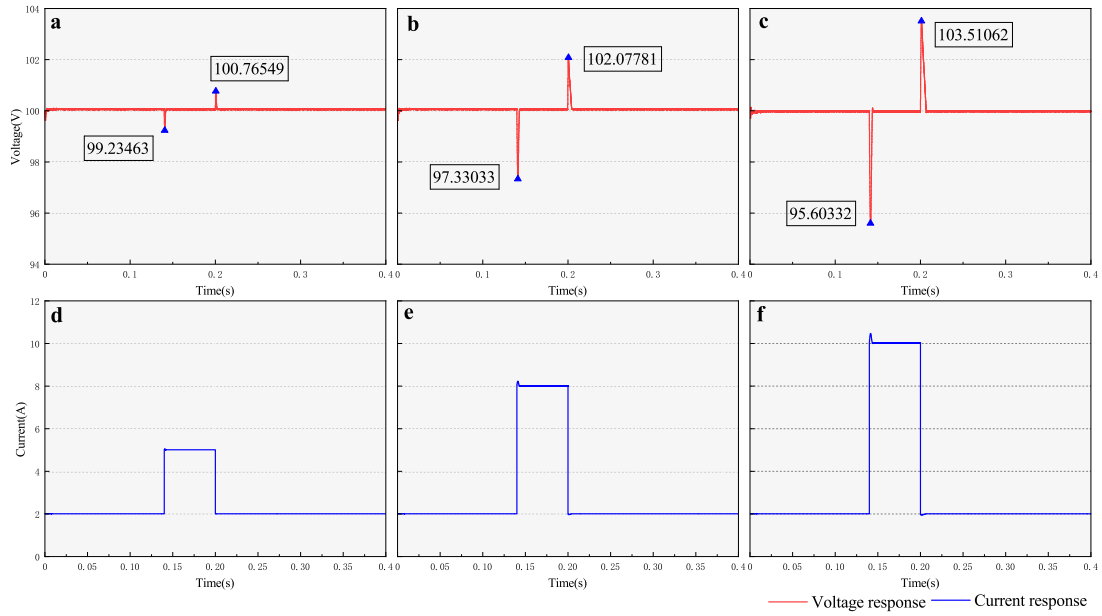 a
b
c
104
102
100
98
96
94
Voltage(V)
100.76549
99.23463
102.07781
97.33033
103.51062
95.60332
0 0.1 0.2 0.3 0.4
0.0 0.1 0.2 0.3 0.4
0.0 0.1 0.2 0.3 0.4
Time(s) Time(s) Time(s)
d
e
f
12
10
8
6
4
2
0
Current(A)
0 0.05 0.10 0.15 0.20 0.25 0.30 0.35 0.4
0.0 0.05 0.10 0.15 0.20 0.25 0.30 0.35 0.4
0.0 0.05 0.10 0.15 0.20 0.25 0.30 0.35 0.4
Time(s) Time(s) Time(s)
Voltage response Current response